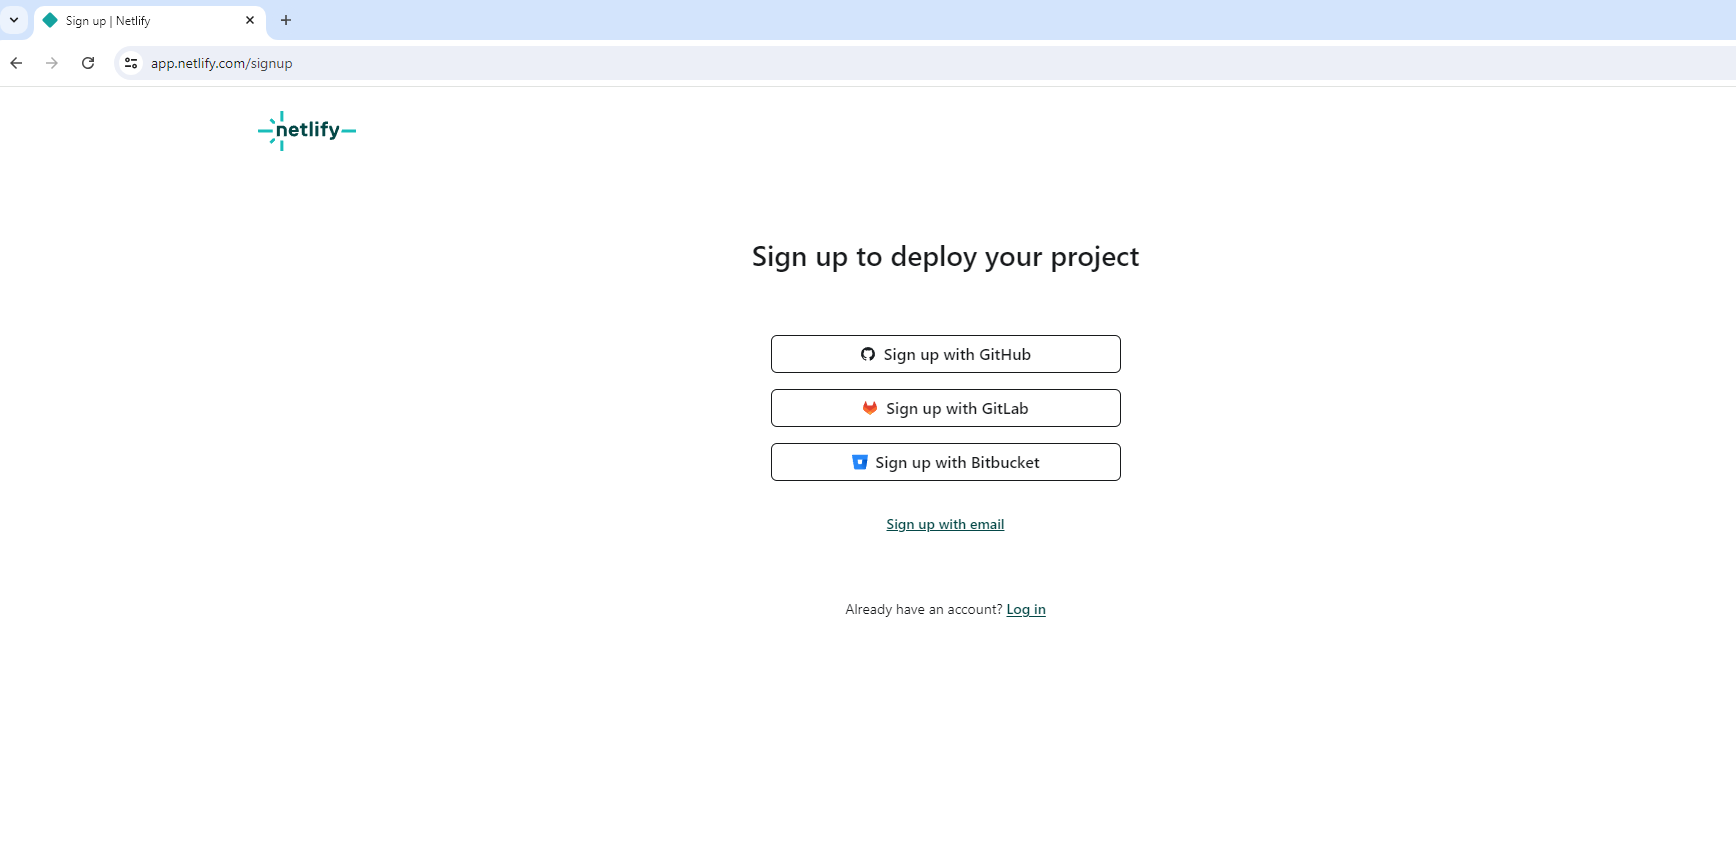 Sign up | Netlify
app.netlify.com/signup
netlify
Sign up to deploy your project
Sign up with GitHub
Sign up with GitLab
Sign up with Bitbucket
Sign up with email
Already have an account? Log in